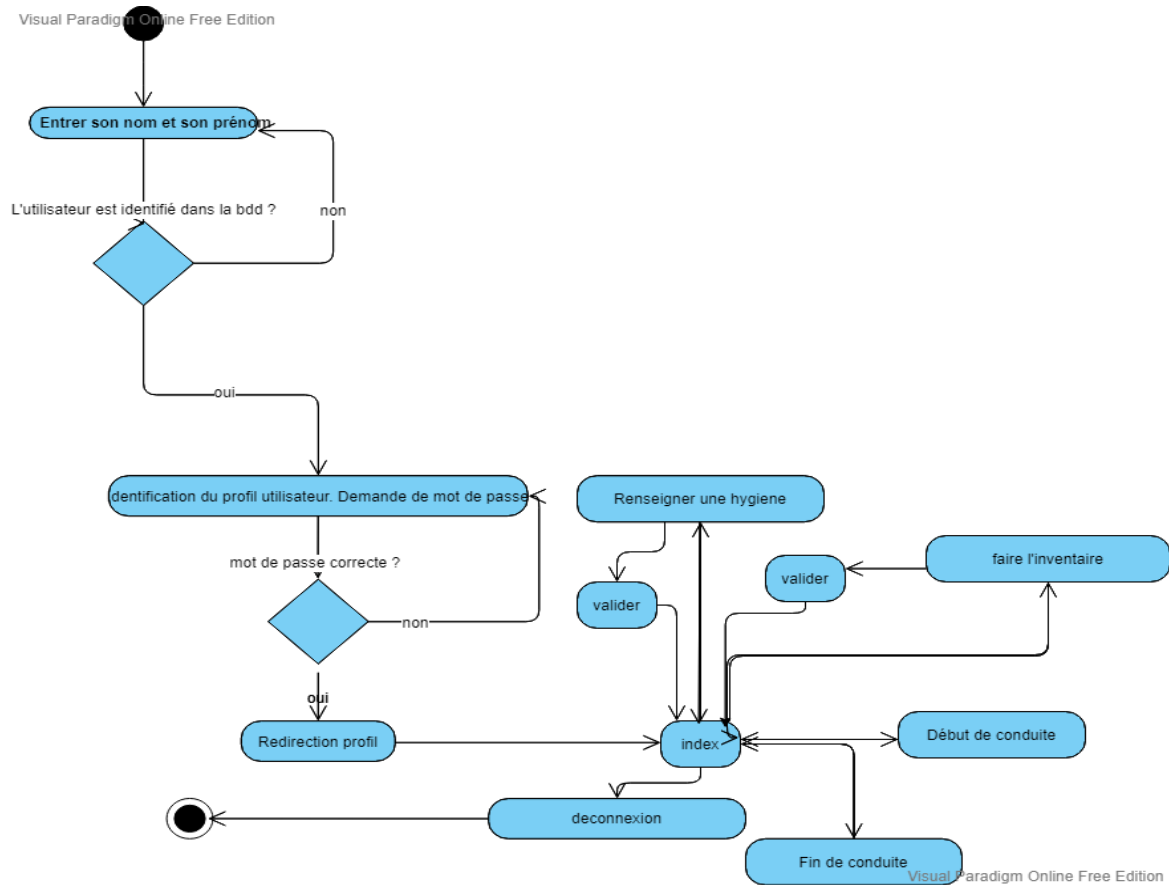 Visual Paradigm Online Free Edition
Entrer son nom et son prénom
L'utilisateur est identifié dans la bdd ?
non
oui
dentification du profil utilisateur. Demande de mot de passe
Renseigner une hygiene
faire l'inventaire
valider
mot de passe correcte ?
valider
non
oui
Redirection profil
index
Début de conduite
deconnexion
Fin de conduite
Visual Paradigm Online Free Edition